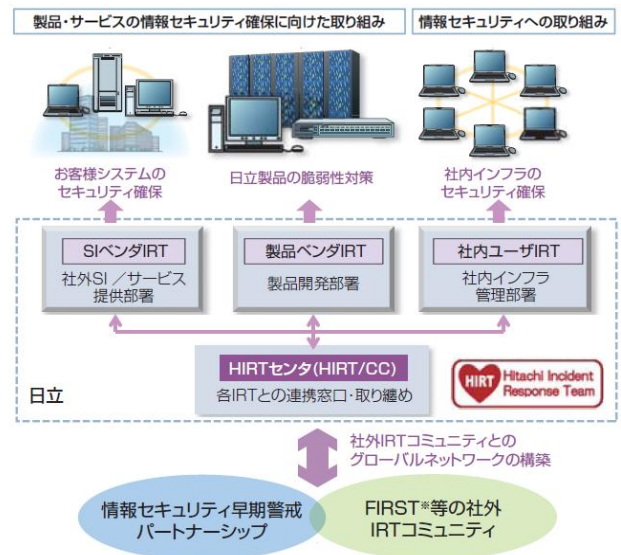 製品・サービスの情報セキュリティ確保に向けた取り組み
情報セキュリティへの取り組み
お客様システムの
セキュリティ確保
日立製品の脆弱性対策
社内インフラの
セキュリティ確保
SIベンダIRT
社外SI／サービス
提供部署
製品ベンダIRT
製品開発部署
社内ユーザIRT
社内インフラ
管理部署
HIRTセンタ(HIRT/CC)
各IRTとの連携窓口・取り纏め
日立
HIRT
Hitachi Incident
Response Team
社外IRTコミュニティとの
グローバルネットワークの構築
情報セキュリティ早期警戒
パートナーシップ
FIRST※等の社外
IRTコミュニティ